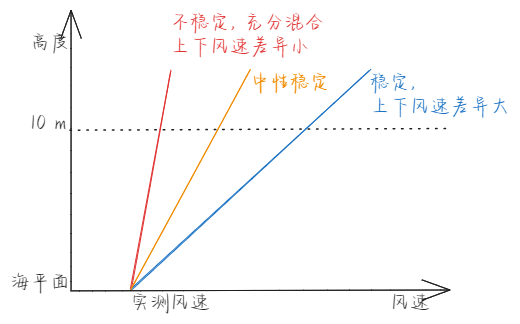 不稳定,充分混合
上下风速差异小
高度
中性稳定
稳定,
上下风速差异大
10 m
海平面
实测风速
风速